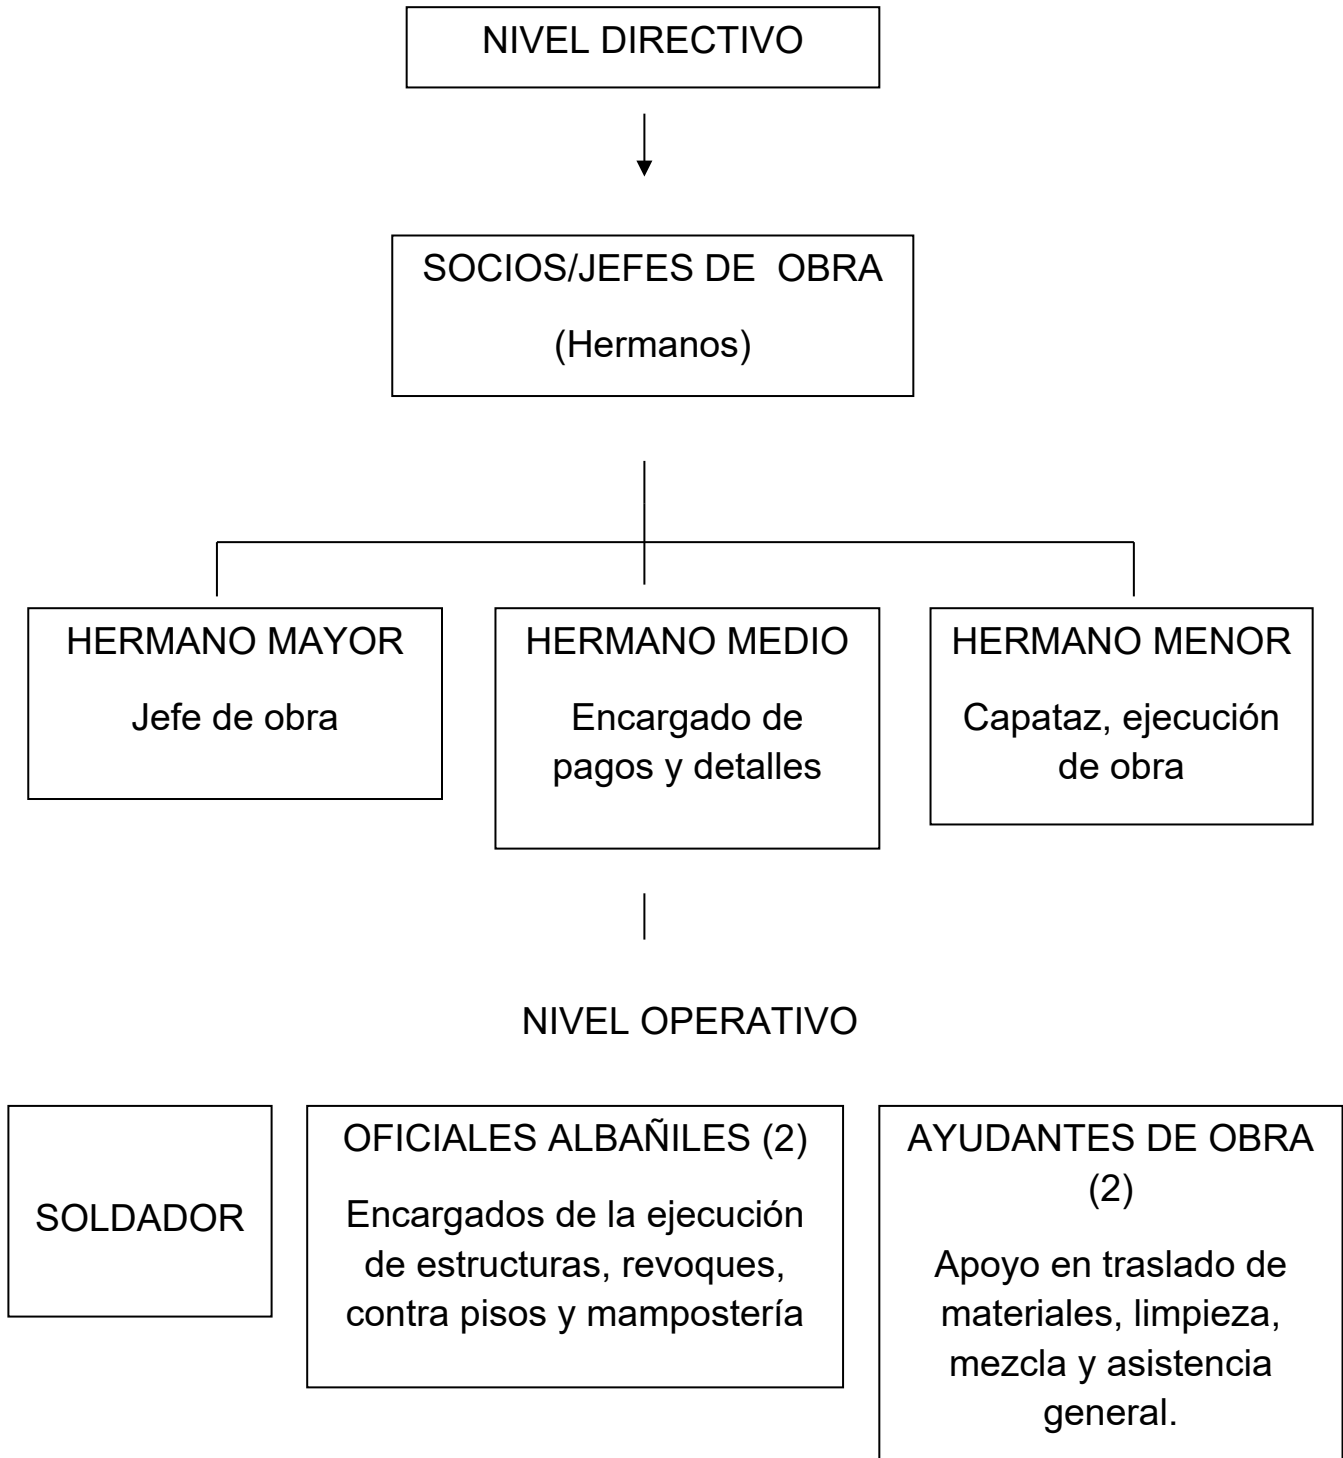 NIVEL DIRECTIVO
SOCIOS/JEFES DE OBRA
(Hermanos)
HERMANO MAYOR
Jefe de obra
HERMANO MEDIO
Encargado de
pagos y detalles
HERMANO MENOR
Capataz, ejecución
de obra
NIVEL OPERATIVO
SOLDADOR
OFICIALES ALBAÑILES (2)
Encargados de la ejecución
de estructuras, revoques,
contra pisos y mampostería
AYUDANTES DE OBRA
(2)
Apoyo en traslado de
materiales, limpieza,
mezcla y asistencia
general.